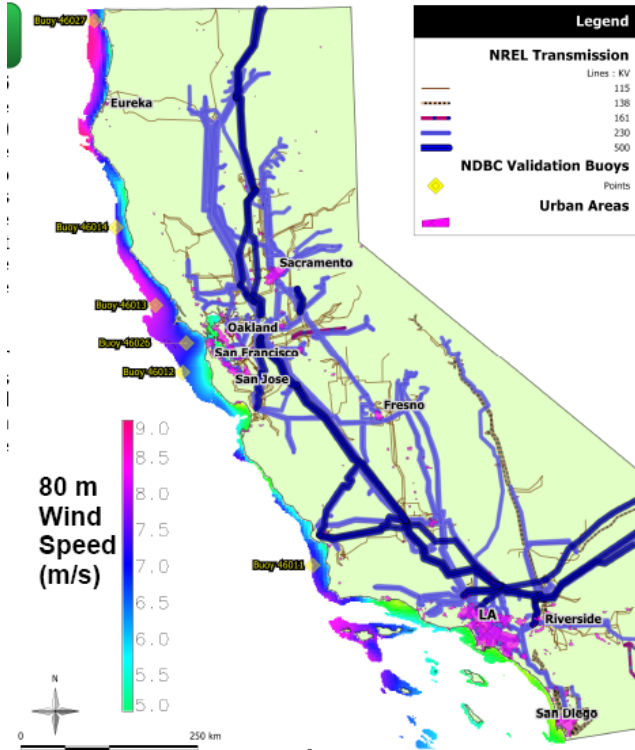 Buoy-46027
Eureka
Buoy-46014
Sacramento
Buoy-46013
Oakland
Buoy-46026
San Francisco
Buoy-46012
San Jose
Fresno
Buoy-46011
LA
Riverside
San Diego
Legend
NREL Transmission
Lines : KV
115
138
161
230
500
NDBC Validation Buoys
Points
Urban Areas
80 m
Wind
Speed
(m/s)
9.0
8.5
8.0
7.5
7.0
6.5
6.0
5.5
5.0
N
0 250 km